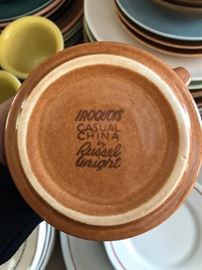 IROQUOIS
CASUAL
CHINA
by
Russel
Wright